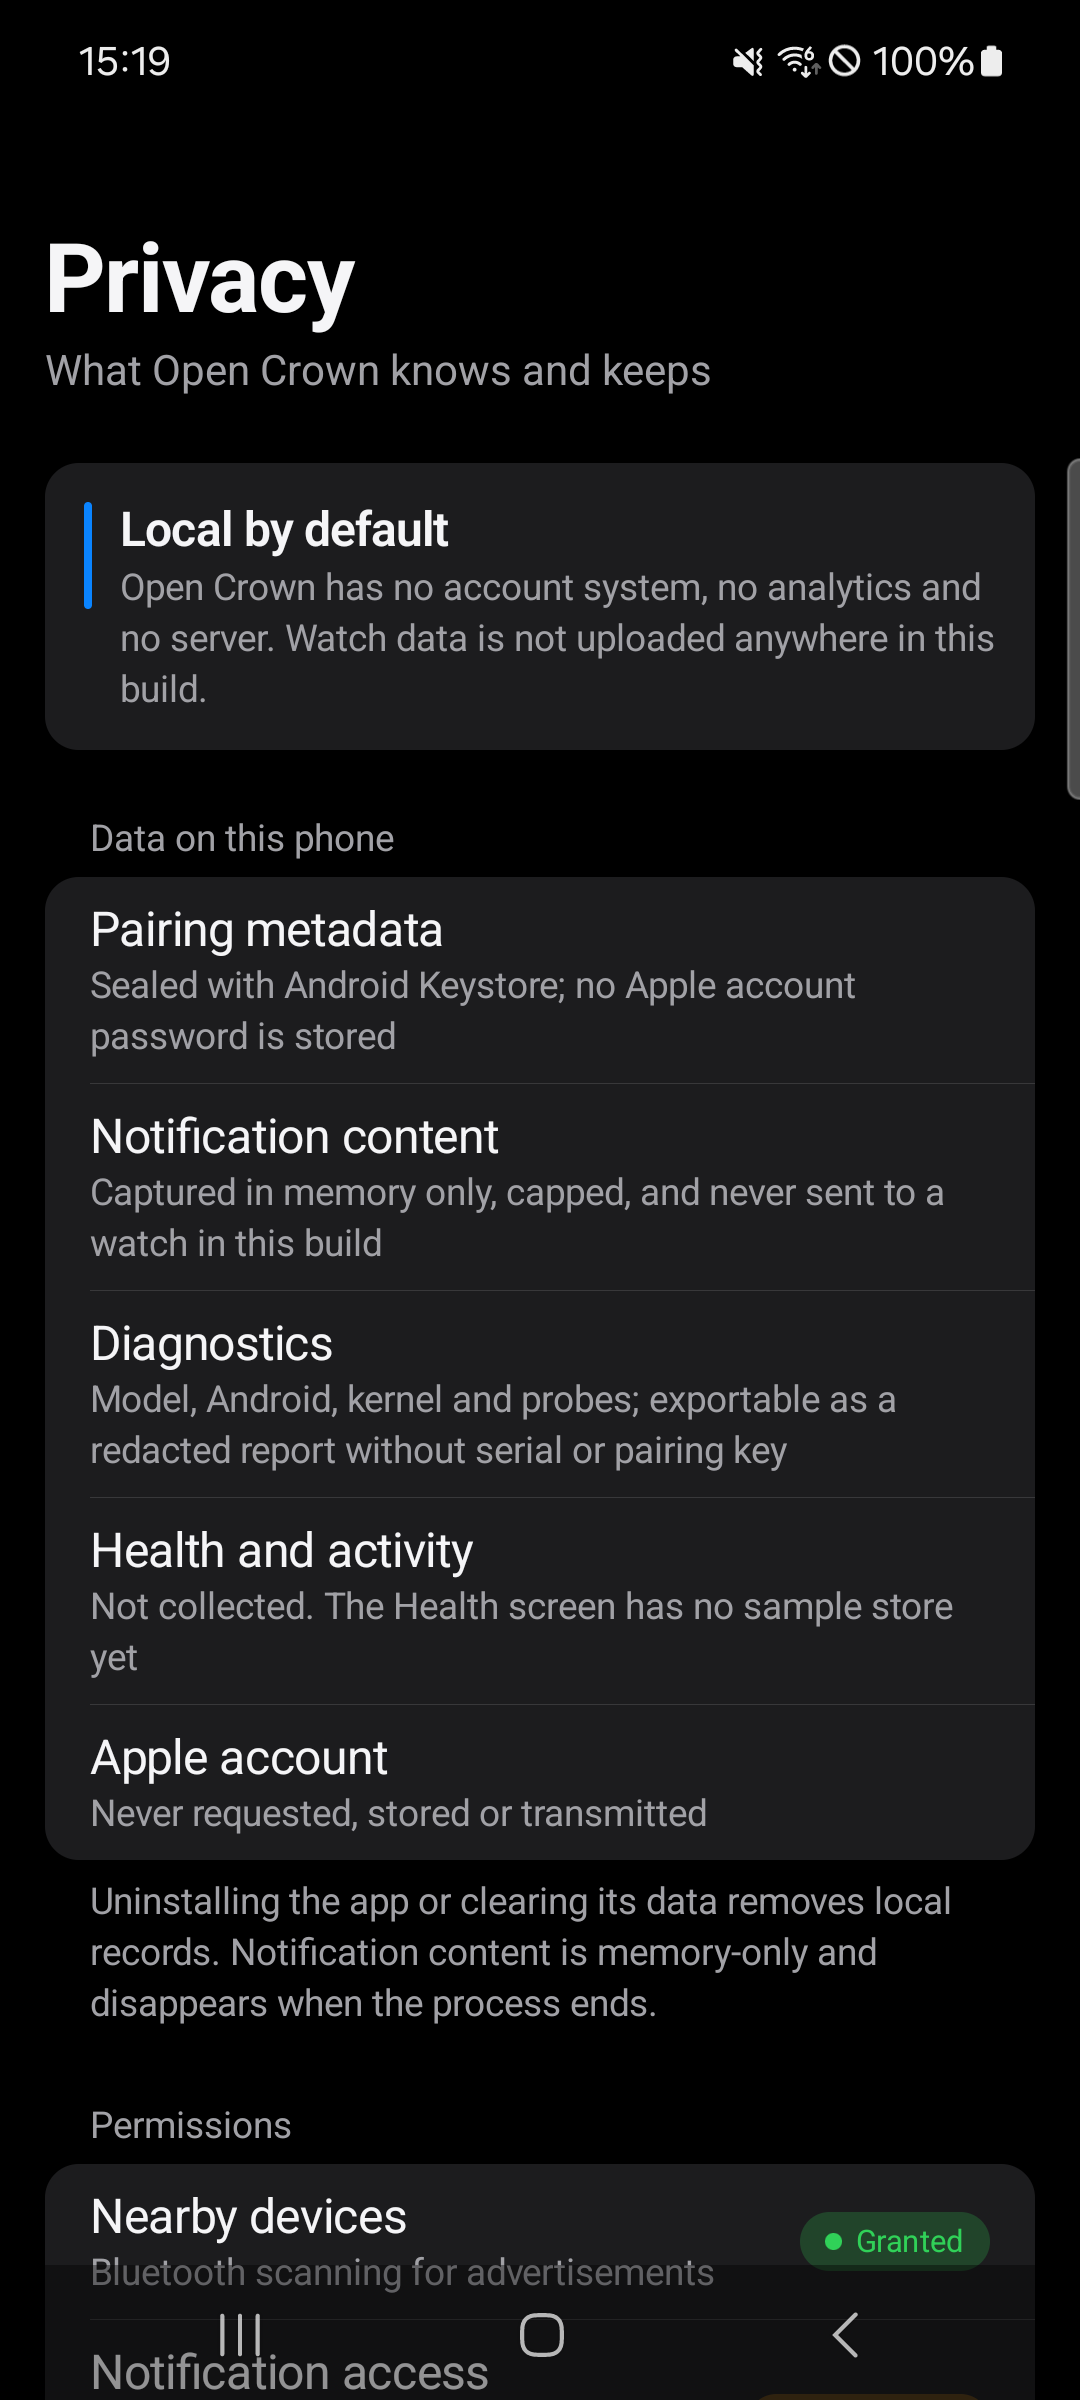 15:19
6
100%
Privacy
What Open Crown knows and keeps
Local by default
Open Crown has no account system, no analytics and
no server. Watch data is not uploaded anywhere in this
build.
Data on this phone
Pairing metadata
Sealed with Android Keystore; no Apple account
password is stored
Notification content
Captured in memory only, capped, and never sent to a
watch in this build
Diagnostics
Model, Android, kernel and probes; exportable as a
redacted report without serial or pairing key
Health and activity
Not collected. The Health screen has no sample store
yet
Apple account
Never requested, stored or transmitted
Uninstalling the app or clearing its data removes local
records. Notification content is memory-only and
disappears when the process ends.
Permissions
Nearby devices
Granted
Bluetooth scanning for advertisements
Notification access